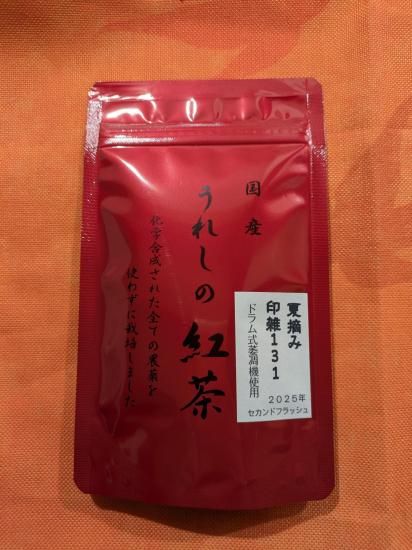 国産
うれしの紅茶
化学合成された全ての農薬を
使わずに栽培しました
夏摘み
印雑131
ドラム式萎凋機使用
2025年
セカンドフラッシュ